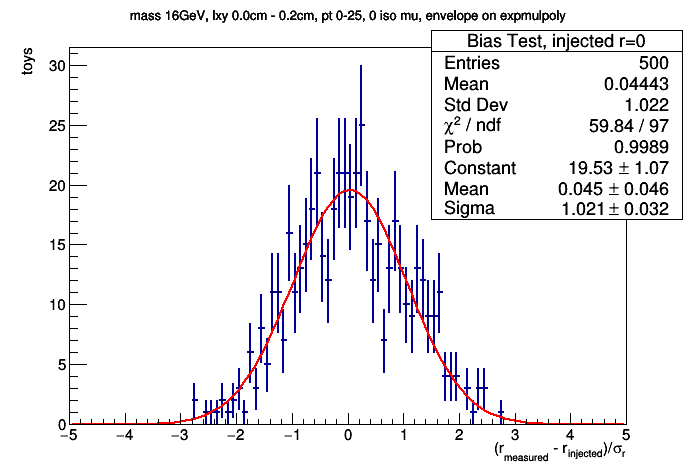 mass 16GeV, lxy 0.0cm - 0.2cm, pt 0-25, 0 iso mu, envelope on expmulpoly
Bias Test, injected r=0
Entries 500
Mean 0.04443
Std Dev 1.022
χ² / ndf 59.84 / 97
Prob 0.9989
Constant 19.53 ± 1.07
Mean 0.045 ± 0.046
Sigma 1.021 ± 0.032
toys
30
25
20
15
10
5
0
−5 −4 −3 −2 −1 0 1 2 3 4 5
(r_measured - r_injected)/σ_r